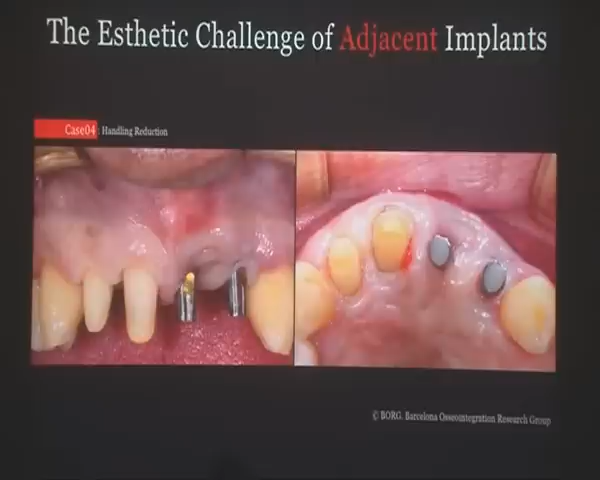 The Esthetic Challenge of Adjacent Implants
Case04: Handling Reduction
© BORG. Barcelona Osseointegration Research Group